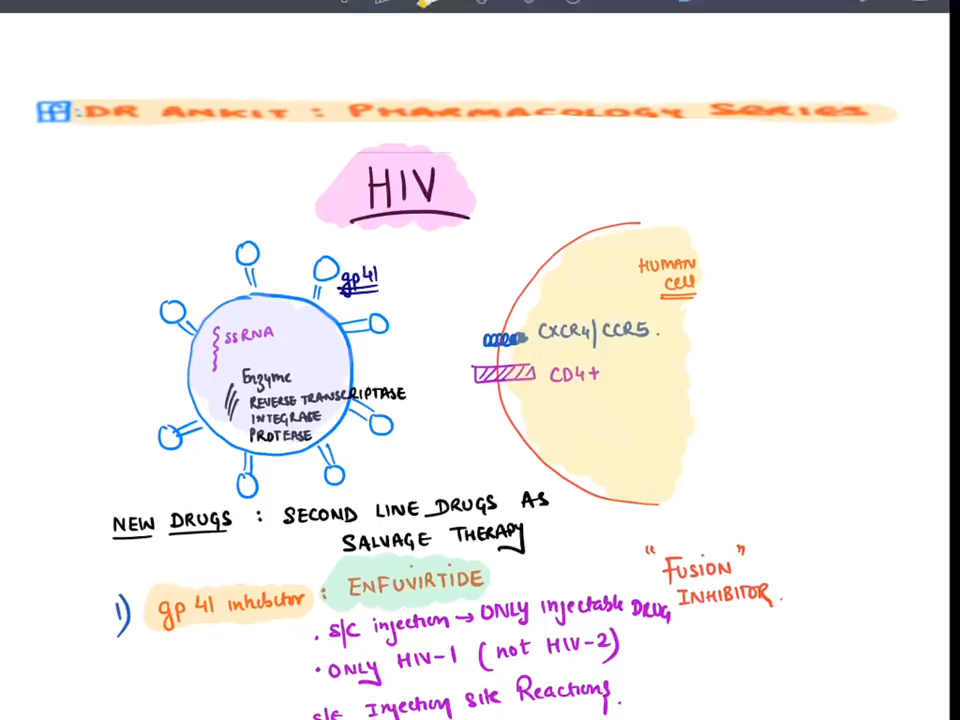 f: DR ANKIT : PHARMACOLOGY SERIES
HIV
gp41
SSRNA
Enzyme
REVERSE TRANSCRIPTASE
INTEGRASE
PROTEASE
HUMAN
CELL
CXCR4/CCR5.
CD4+
NEW DRUGS : SECOND LINE DRUGS AS
SALVAGE THERAPY
1) gp 41 inhibitor : ENFUVIRTIDE
"FUSION"
INHIBITOR.
. S/C injection → ONLY injectable DRUG
• ONLY HIV-1 (not HIV-2)
s/e Injection site Reactions.